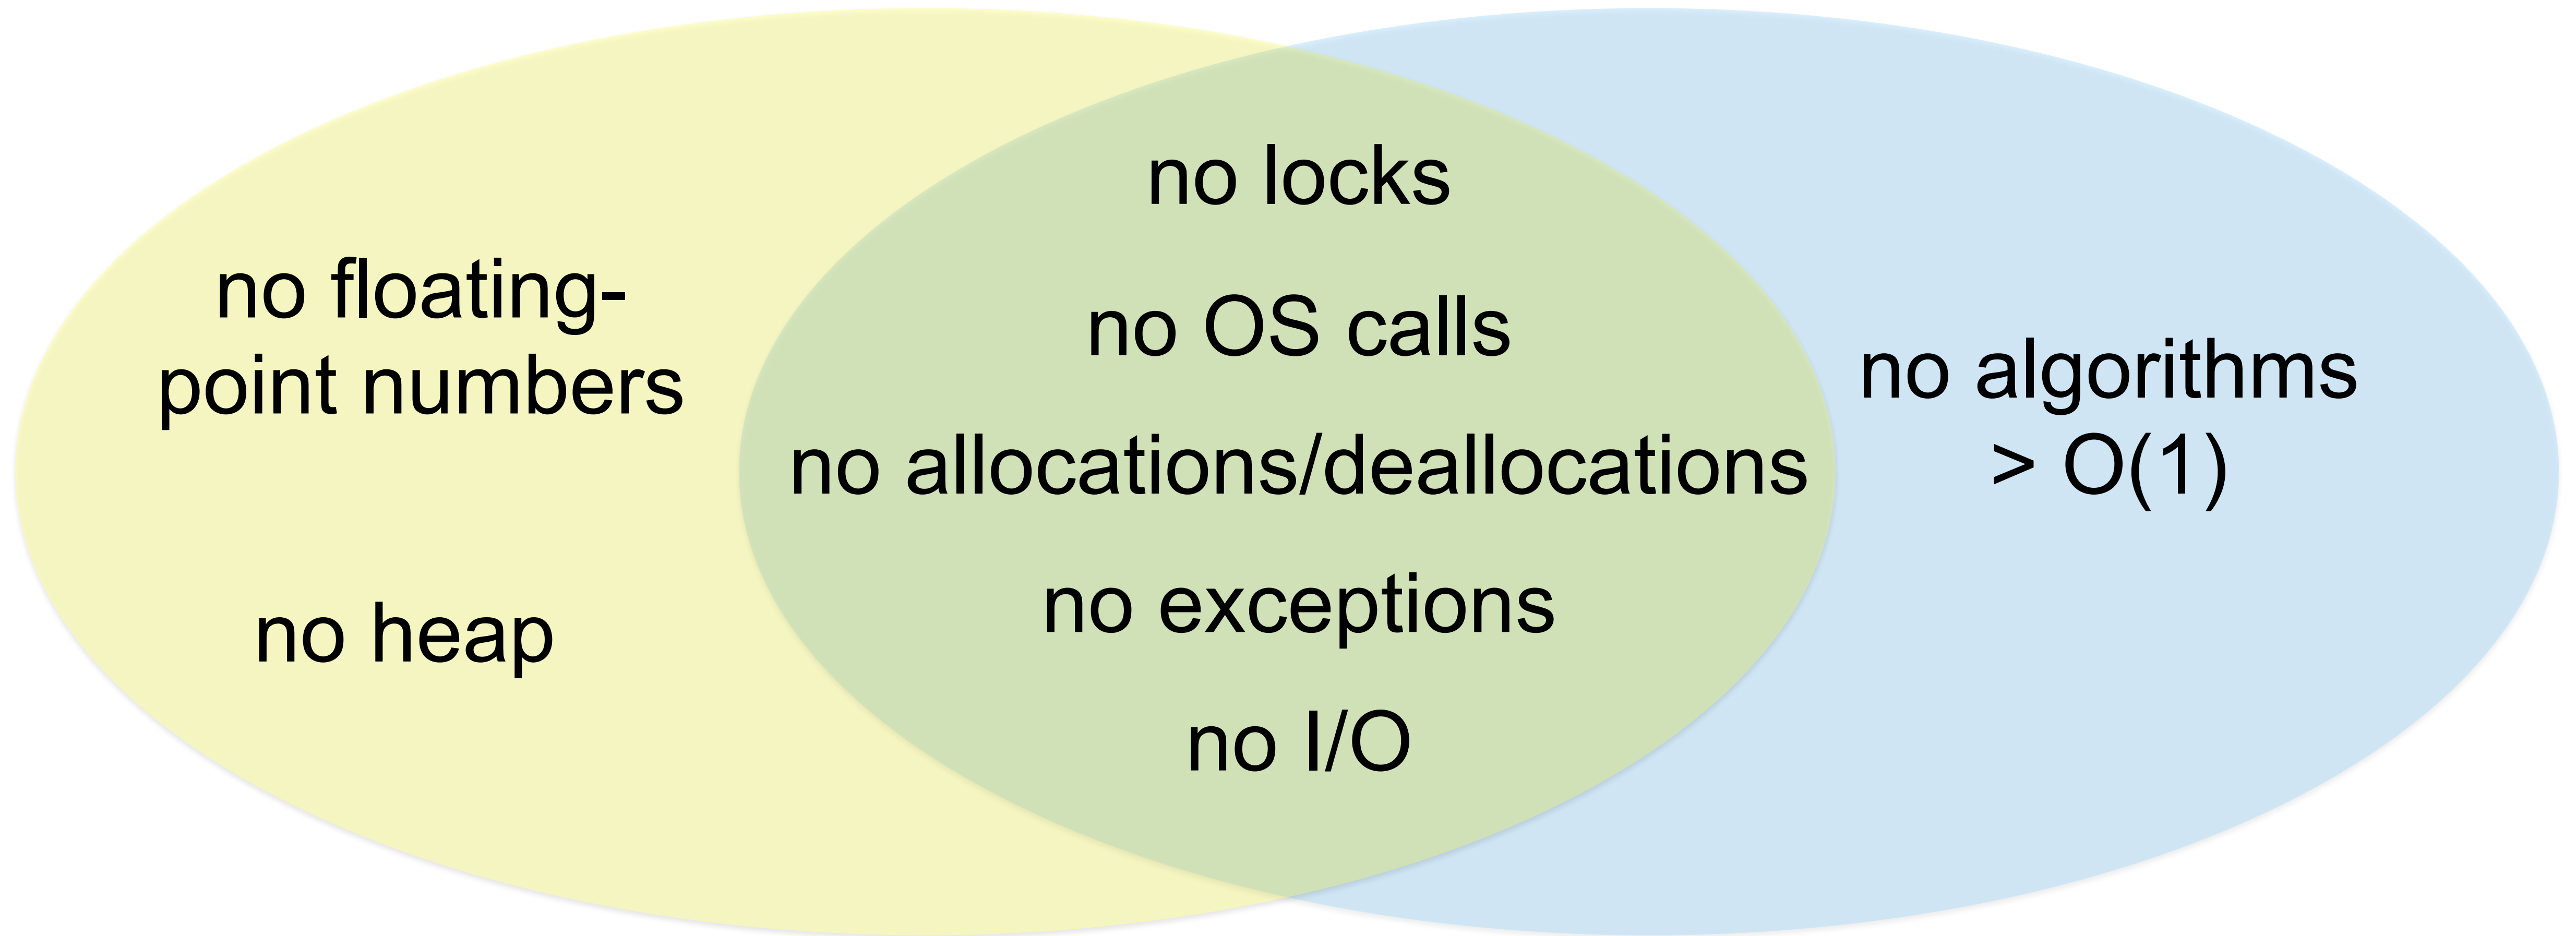 no floating-
point numbers
no heap
no locks
no OS calls
no allocations/deallocations
no exceptions
no I/O
no algorithms
> O(1)